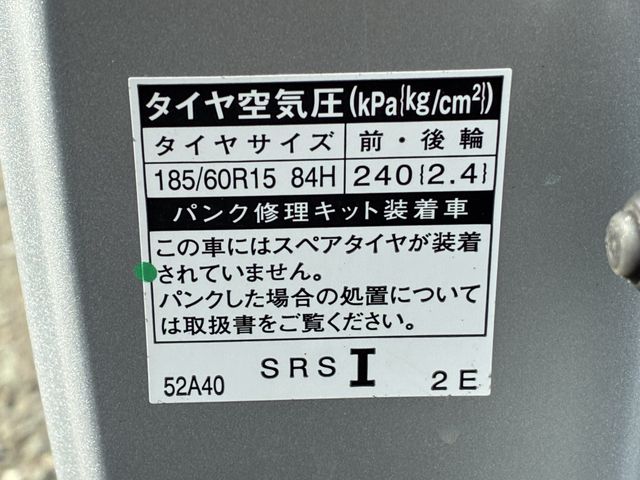 タイヤ空気圧(kPa{kg/cm²})
タイヤサイズ 前・後輪
185/60R15 84H 240{2.4}
パンク修理キット装着車
この車にはスペアタイヤが装着
されていません。
パンクした場合の処置について
は取扱書をご覧ください。
52A40 SRS I 2E